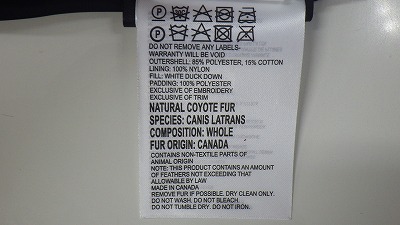 DO NOT REMOVE ANY LABELS-
WARRANTY WILL BE VOID
OUTERSHELL: 85% POLYESTER, 15% COTTON
LINING: 100% NYLON
FILL: WHITE DUCK DOWN
PADDING: 100% POLYESTER
EXCLUSIVE OF EMBROIDERY
EXCLUSIVE OF TRIM
NATURAL COYOTE FUR
SPECIES: CANIS LATRANS
COMPOSITION: WHOLE
FUR ORIGIN: CANADA
CONTAINS NON-TEXTILE PARTS OF
ANIMAL ORIGIN
NOTE: THIS PRODUCT CONTAINS AN AMOUNT
OF FEATHERS NOT EXCEEDING THAT
ALLOWABLE BY LAW
MADE IN CANADA
REMOVE FUR IF POSSIBLE. DRY CLEAN ONLY.
DO NOT WASH. DO NOT BLEACH.
DO NOT TUMBLE DRY. DO NOT IRON.